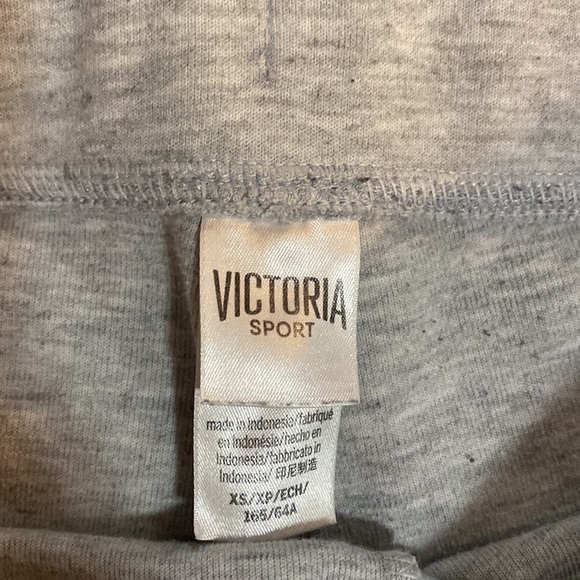 VICTORIA
SPORT
made in Indonesia/fabriqué
en Indonésie/hecho en
Indonesia/fabbricato in
Indonesia/ 印尼制造
XS/XP/ECH/
165/64A